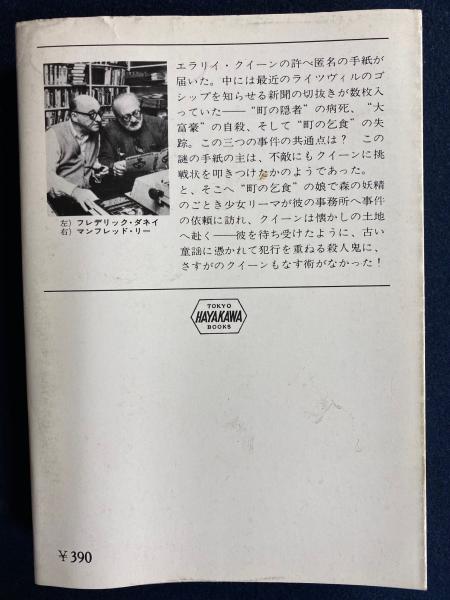 エラリイ・クイーンの許へ匿名の手紙が
届いた。中には最近のライツヴィルのゴ
シップを知らせる新聞の切抜きが数枚入
っていた——“町の隠者”の病死、“大
富豪”の自殺、そして“町の乞食”の失
踪。この三つの事件の共通点は？　この
謎の手紙の主は、不敵にもクイーンに挑
戦状を叩きつけたかのようであった。
と、そこへ“町の乞食”の娘で森の妖精
のごとき少女リーマが彼の事務所へ事件
の依頼に訪れ、クイーンは懐かしの土地
へ赴く——彼を待ち受けたように、古い
童謡に憑かれて犯行を重ねる殺人鬼に、
さすがのクイーンもなす術がなかった！
左）フレデリック・ダネイ
右）マンフレッド・リー
TOKYO
HAYAKAWA
BOOKS
￥390